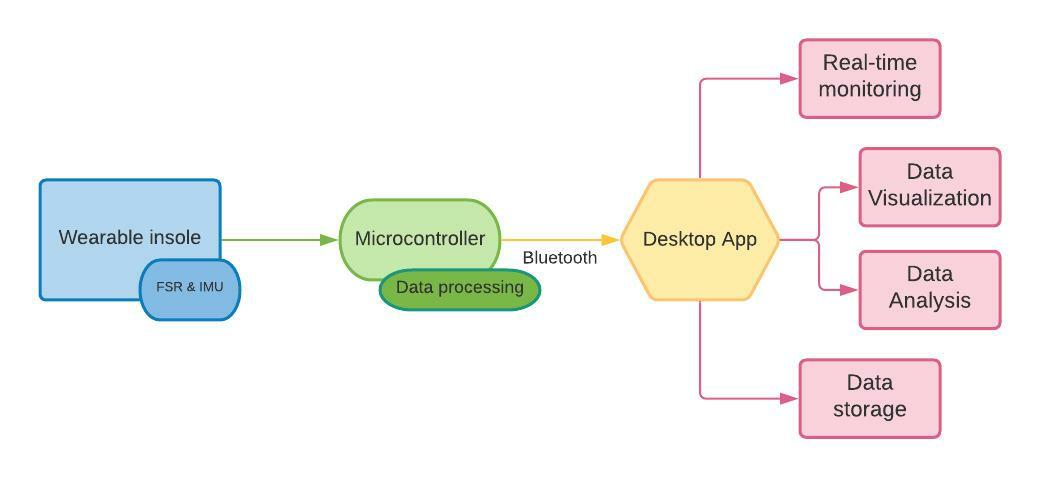 Wearable insole
FSR & IMU
Microcontroller
Data processing
Bluetooth
Desktop App
Real-time
monitoring
Data
Visualization
Data
Analysis
Data
storage